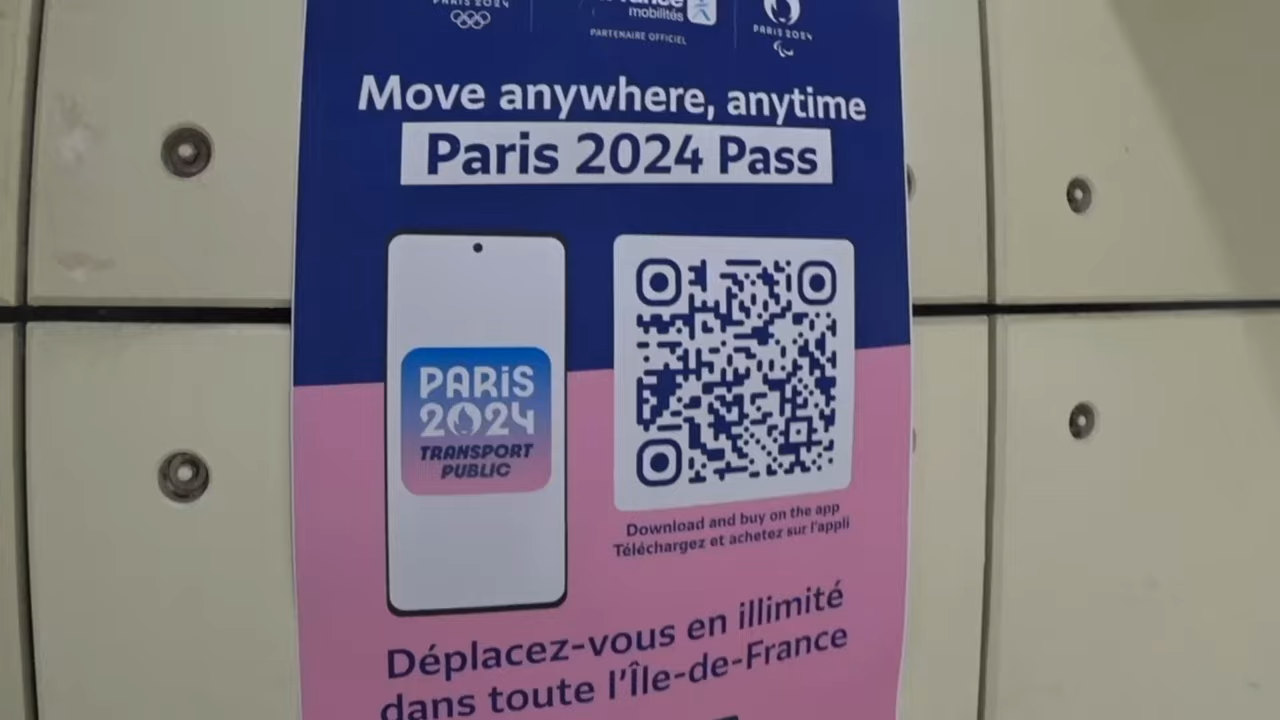 PARIS 2024
mobilités
PARTENAIRE OFFICIEL
PARIS 2024
Move anywhere, anytime
Paris 2024 Pass
PARIS
2024
TRANSPORT
PUBLIC
Download and buy on the app
Téléchargez et achetez sur l'appli
Déplacez-vous en illimité
dans toute l'Île-de-France